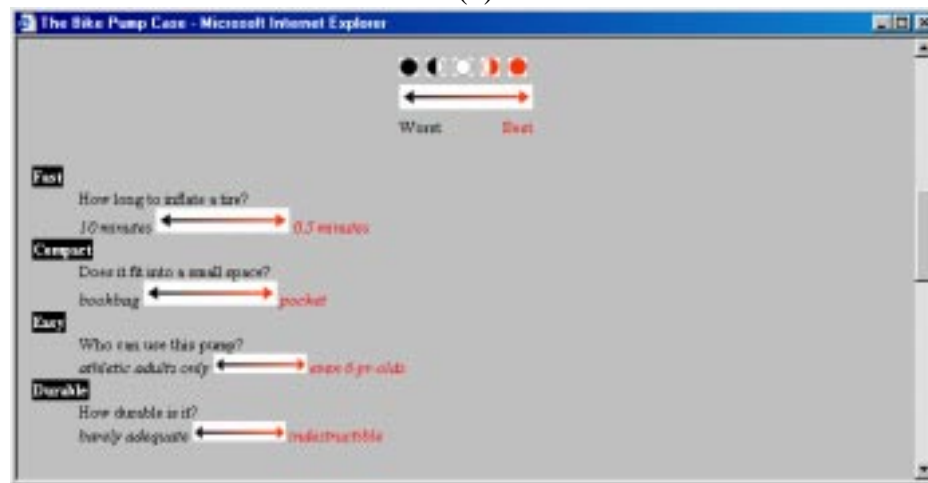 The Bike Pump Case - Microsoft Internet Explorer
Worst Best
Fast
How long to inflate a tire?
10 minutes 0.5 minutes
Compact
Does it fit into a small space?
bookbag pocket
Easy
Who can use this pump?
athletic adults only even 6-yr-olds
Durable
How durable is it?
barely adequate indestructible